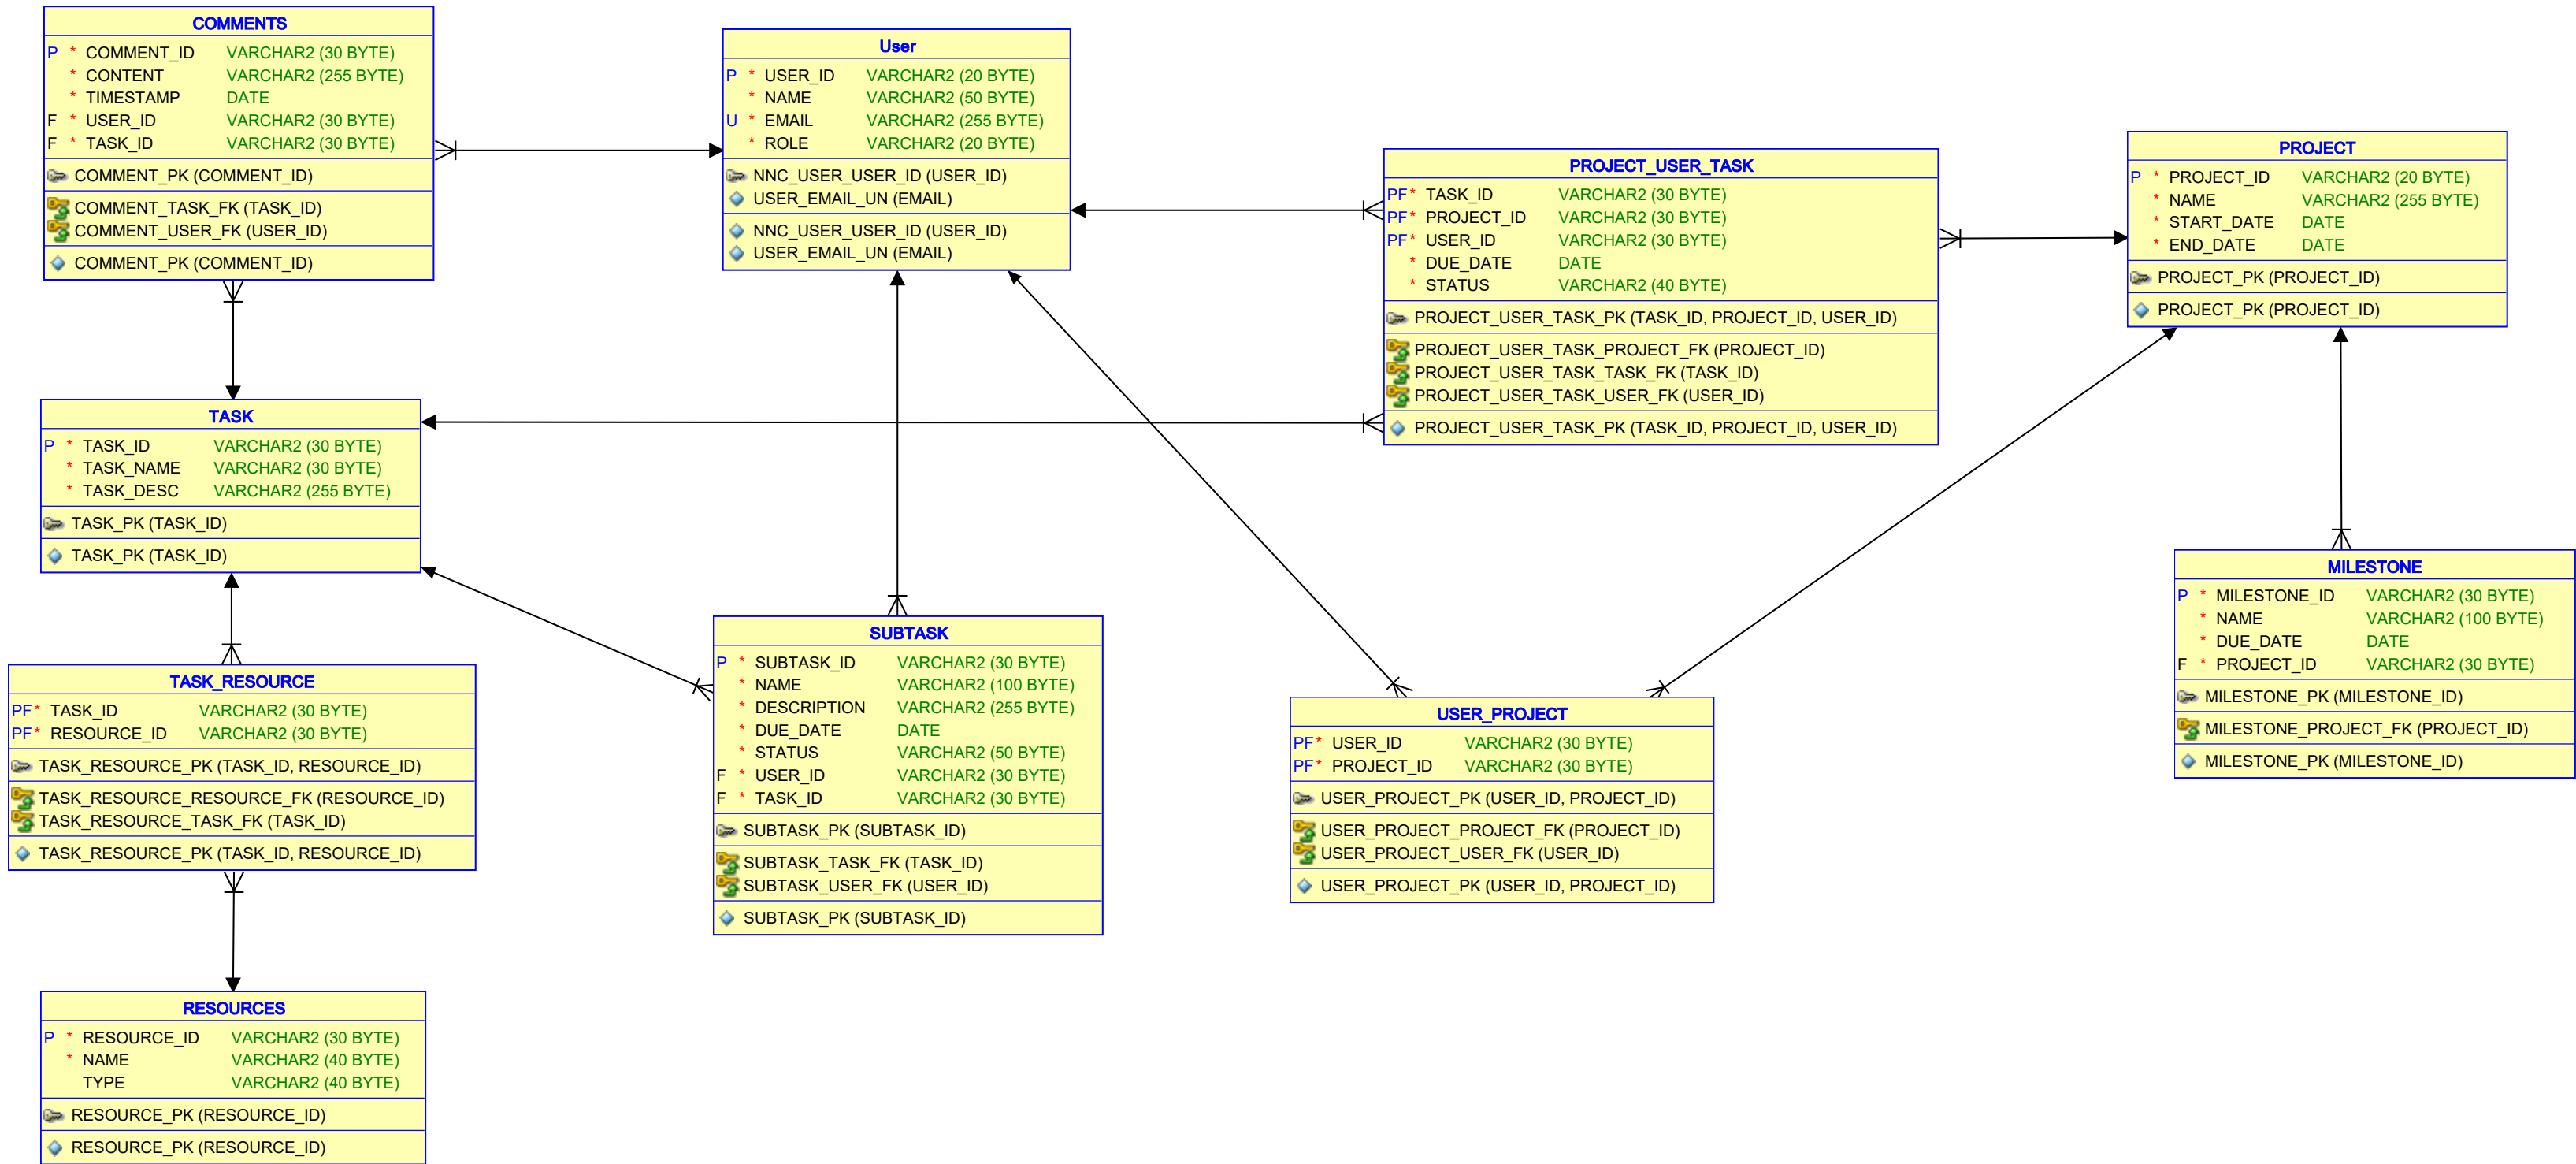 COMMENTS
P * COMMENT_ID VARCHAR2 (30 BYTE)
* CONTENT VARCHAR2 (255 BYTE)
* TIMESTAMP DATE
F * USER_ID VARCHAR2 (30 BYTE)
F * TASK_ID VARCHAR2 (30 BYTE)
COMMENT_PK (COMMENT_ID)
COMMENT_TASK_FK (TASK_ID)
COMMENT_USER_FK (USER_ID)
COMMENT_PK (COMMENT_ID)
User
P * USER_ID VARCHAR2 (20 BYTE)
* NAME VARCHAR2 (50 BYTE)
U * EMAIL VARCHAR2 (255 BYTE)
* ROLE VARCHAR2 (20 BYTE)
NNC_USER_USER_ID (USER_ID)
USER_EMAIL_UN (EMAIL)
NNC_USER_USER_ID (USER_ID)
USER_EMAIL_UN (EMAIL)
PROJECT_USER_TASK
PF* TASK_ID VARCHAR2 (30 BYTE)
PF* PROJECT_ID VARCHAR2 (30 BYTE)
PF* USER_ID VARCHAR2 (30 BYTE)
* DUE_DATE DATE
* STATUS VARCHAR2 (40 BYTE)
PROJECT_USER_TASK_PK (TASK_ID, PROJECT_ID, USER_ID)
PROJECT_USER_TASK_PROJECT_FK (PROJECT_ID)
PROJECT_USER_TASK_TASK_FK (TASK_ID)
PROJECT_USER_TASK_USER_FK (USER_ID)
PROJECT_USER_TASK_PK (TASK_ID, PROJECT_ID, USER_ID)
PROJECT
P * PROJECT_ID VARCHAR2 (20 BYTE)
* NAME VARCHAR2 (255 BYTE)
* START_DATE DATE
* END_DATE DATE
PROJECT_PK (PROJECT_ID)
PROJECT_PK (PROJECT_ID)
TASK
P * TASK_ID VARCHAR2 (30 BYTE)
* TASK_NAME VARCHAR2 (30 BYTE)
* TASK_DESC VARCHAR2 (255 BYTE)
TASK_PK (TASK_ID)
TASK_PK (TASK_ID)
SUBTASK
P * SUBTASK_ID VARCHAR2 (30 BYTE)
* NAME VARCHAR2 (100 BYTE)
* DESCRIPTION VARCHAR2 (255 BYTE)
* DUE_DATE DATE
* STATUS VARCHAR2 (50 BYTE)
F * USER_ID VARCHAR2 (30 BYTE)
F * TASK_ID VARCHAR2 (30 BYTE)
SUBTASK_PK (SUBTASK_ID)
SUBTASK_TASK_FK (TASK_ID)
SUBTASK_USER_FK (USER_ID)
SUBTASK_PK (SUBTASK_ID)
USER_PROJECT
PF* USER_ID VARCHAR2 (30 BYTE)
PF* PROJECT_ID VARCHAR2 (30 BYTE)
USER_PROJECT_PK (USER_ID, PROJECT_ID)
USER_PROJECT_PROJECT_FK (PROJECT_ID)
USER_PROJECT_USER_FK (USER_ID)
USER_PROJECT_PK (USER_ID, PROJECT_ID)
MILESTONE
P * MILESTONE_ID VARCHAR2 (30 BYTE)
* NAME VARCHAR2 (100 BYTE)
* DUE_DATE DATE
F * PROJECT_ID VARCHAR2 (30 BYTE)
MILESTONE_PK (MILESTONE_ID)
MILESTONE_PROJECT_FK (PROJECT_ID)
MILESTONE_PK (MILESTONE_ID)
TASK_RESOURCE
PF* TASK_ID VARCHAR2 (30 BYTE)
PF* RESOURCE_ID VARCHAR2 (30 BYTE)
TASK_RESOURCE_PK (TASK_ID, RESOURCE_ID)
TASK_RESOURCE_RESOURCE_FK (RESOURCE_ID)
TASK_RESOURCE_TASK_FK (TASK_ID)
TASK_RESOURCE_PK (TASK_ID, RESOURCE_ID)
RESOURCES
P * RESOURCE_ID VARCHAR2 (30 BYTE)
* NAME VARCHAR2 (40 BYTE)
TYPE VARCHAR2 (40 BYTE)
RESOURCE_PK (RESOURCE_ID)
RESOURCE_PK (RESOURCE_ID)